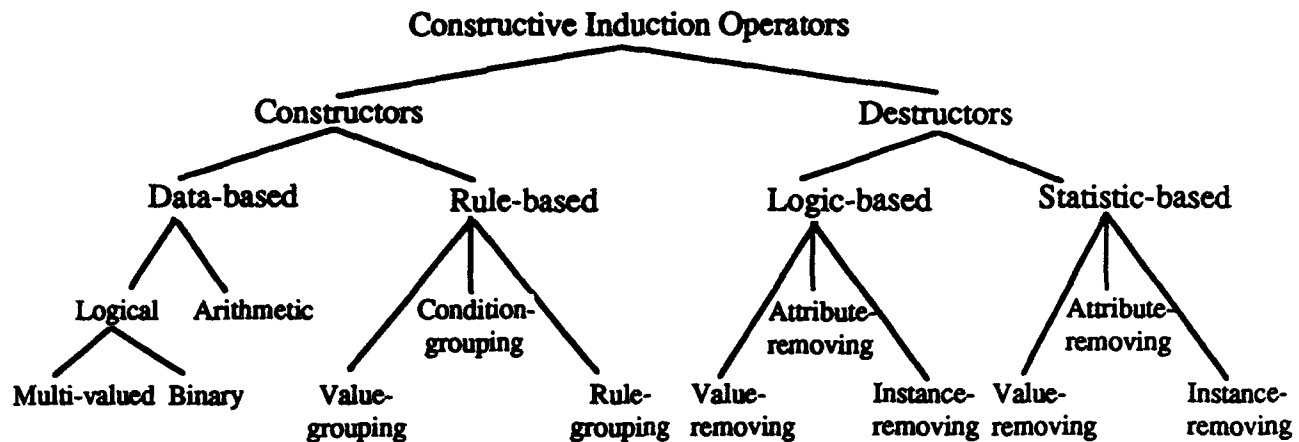 Constructive Induction Operators
Constructors
Destructors
Data-based
Rule-based
Logic-based
Statistic-based
Logical
Arithmetic
Condition-
grouping
Attribute-
removing
Attribute-
removing
Multi-valued
Binary
Value-
grouping
Rule-
grouping
Value-
removing
Instance-
removing
Value-
removing
Instance-
removing